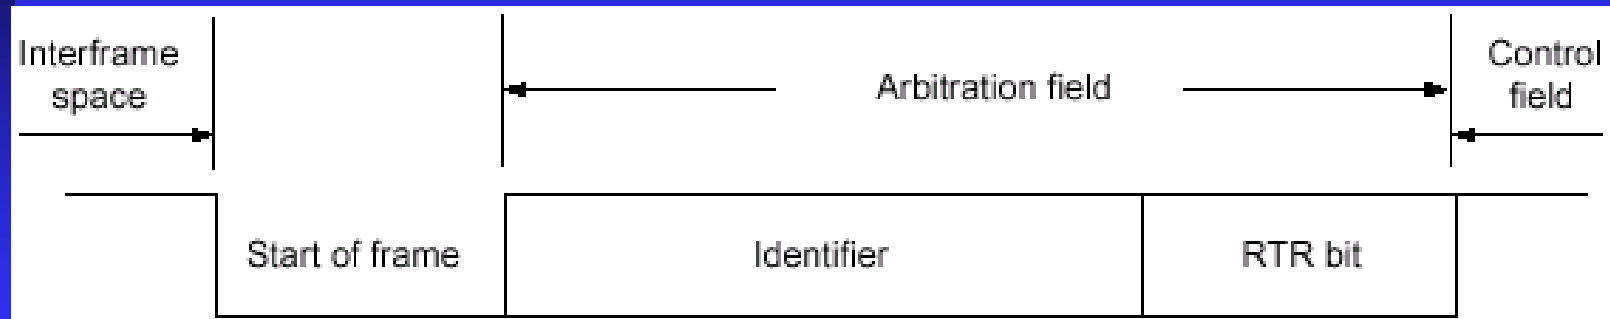 Interframe
space
Arbitration field
Control
field
Start of frame
Identifier
RTR bit